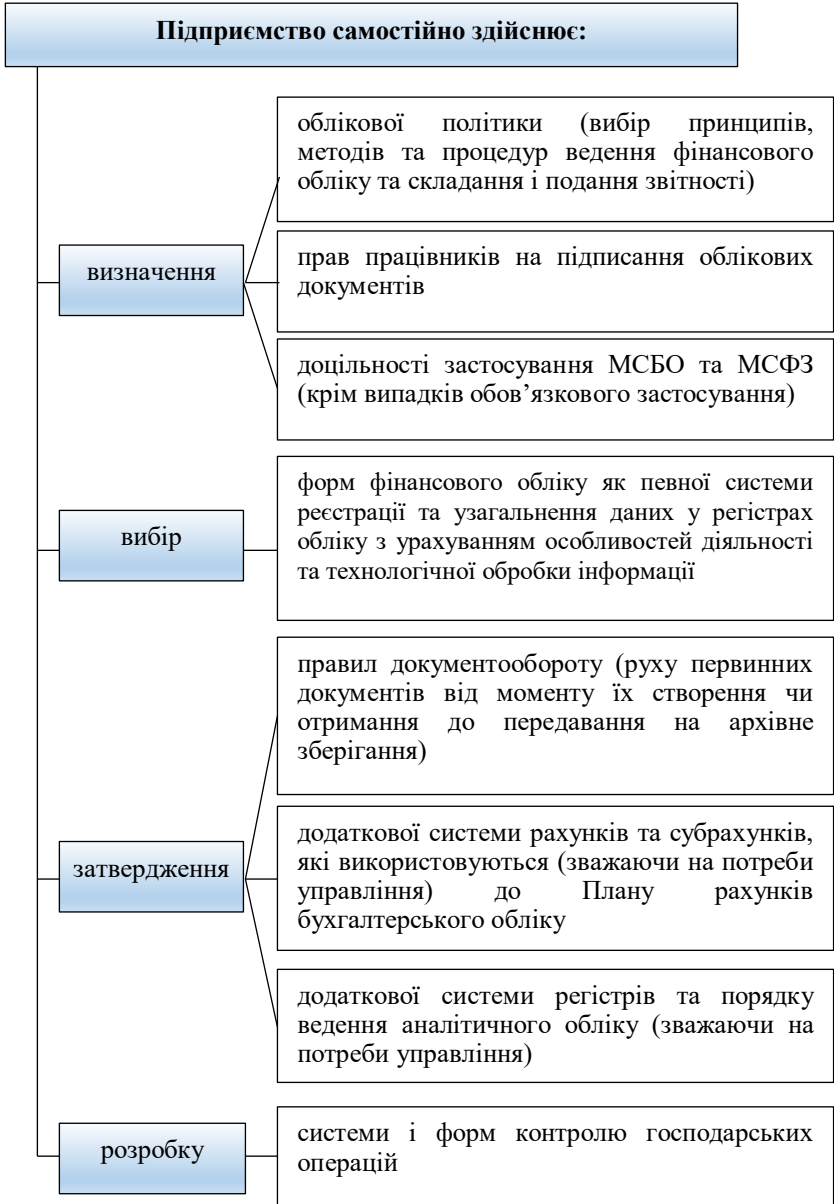 Підприємство самостійно здійснює:
визначення
облікової політики (вибір принципів,
методів та процедур ведення фінансового
обліку та складання і подання звітності)
прав працівників на підписання облікових
документів
доцільності застосування МСБО та МСФЗ
(крім випадків обов’язкового застосування)
вибір
форм фінансового обліку як певної системи
реєстрації та узагальнення даних у регістрах
обліку з урахуванням особливостей діяльності
та технологічної обробки інформації
затвердження
правил документообороту (руху первинних
документів від моменту їх створення чи
отримання до передавання на архівне
зберігання)
додаткової системи рахунків та субрахунків,
які використовуються (зважаючи на потреби
управління) до Плану рахунків
бухгалтерського обліку
додаткової системи регістрів та порядку
ведення аналітичного обліку (зважаючи на
потреби управління)
розробку
системи і форм контролю господарських
операцій